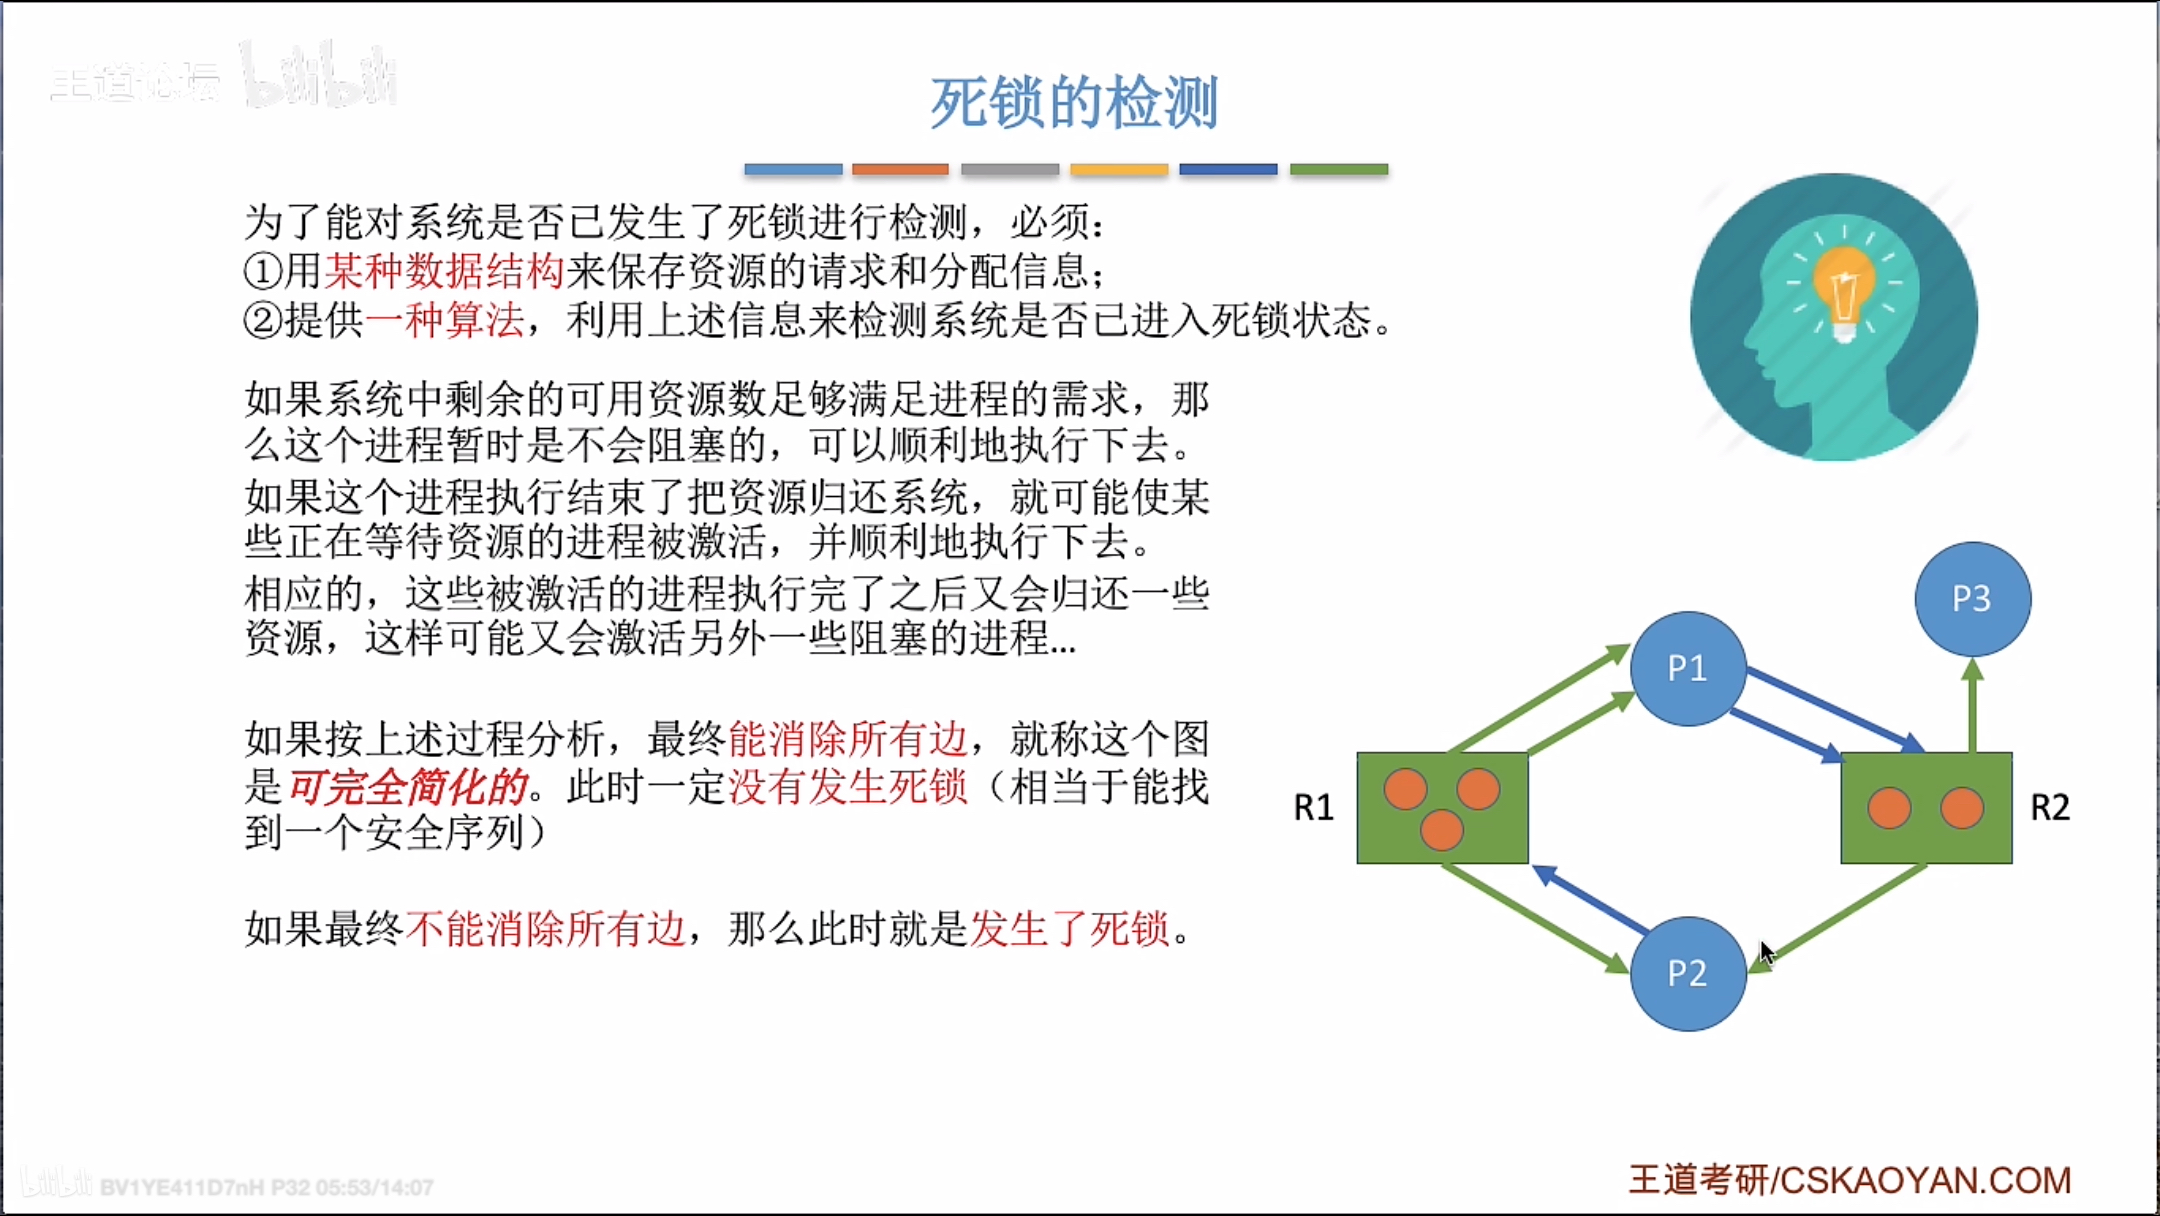 王道论坛 bilibili
死锁的检测
为了能对系统是否已发生了死锁进行检测，必须：
①用某种数据结构来保存资源的请求和分配信息；
②提供一种算法，利用上述信息来检测系统是否已进入死锁状态。
如果系统中剩余的可用资源数足够满足进程的需求，那
么这个进程暂时是不会阻塞的，可以顺利地执行下去。
如果这个进程执行结束了把资源归还系统，就可能使某
些正在等待资源的进程被激活，并顺利地执行下去。
相应的，这些被激活的进程执行完了之后又会归还一些
资源，这样可能又会激活另外一些阻塞的进程...
如果按上述过程分析，最终能消除所有边，就称这个图
是可完全简化的。此时一定没有发生死锁（相当于能找
到一个安全序列）
如果最终不能消除所有边，那么此时就是发生了死锁。
P3
P1
R1
R2
P2
bilibili BV1YE411D7nH P32 05:53/14:07
王道考研/CSKAOYAN.COM